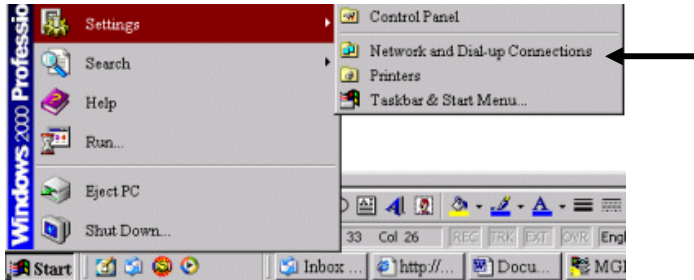 Windows 2000 Professio
Settings
Search
Help
Run...
Eject PC
Shut Down...
Control Panel
Network and Dial-up Connections
Printers
Taskbar & Start Menu...
33 Col 26 REC TRK EXT OVR Engl
Start Inbox ... http://... Docu... MGI